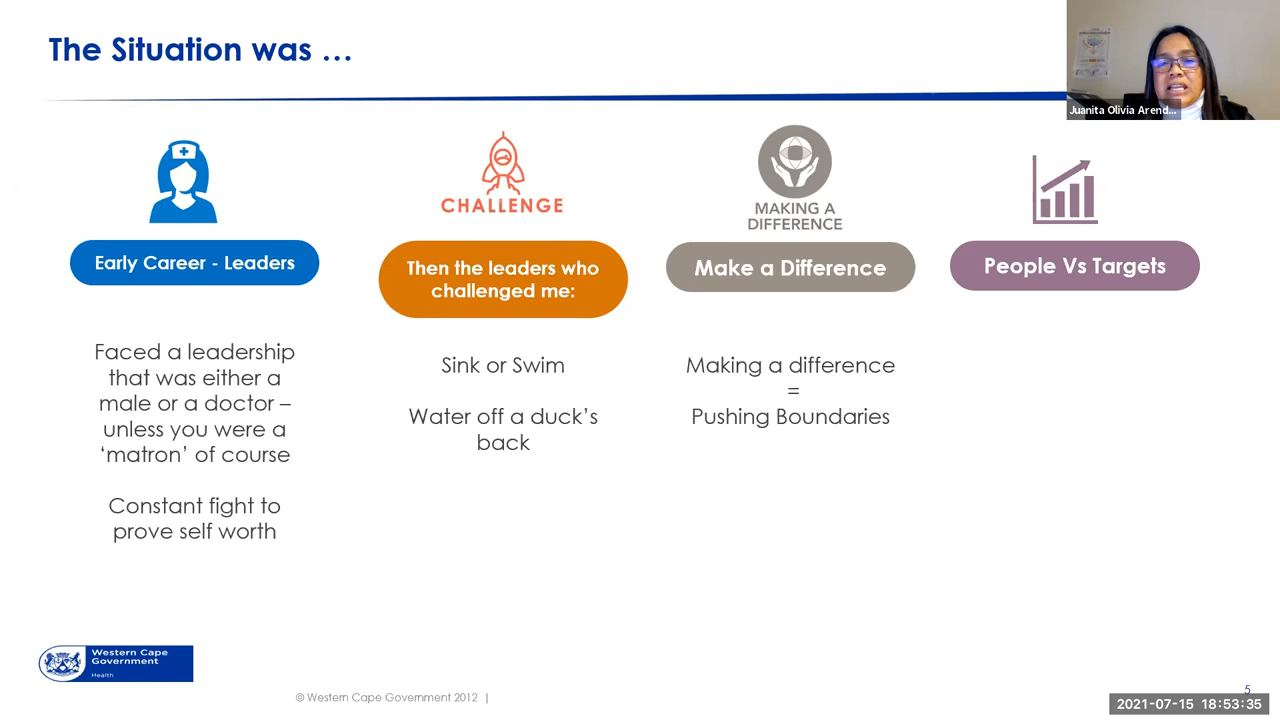 The Situation was …
Juanita Olivia Arend...
CHALLENGE
MAKING A
DIFFERENCE
Early Career - Leaders
Then the leaders who
challenged me:
Make a Difference
People Vs Targets
Faced a leadership
that was either a
male or a doctor –
unless you were a
‘matron’ of course
Constant fight to
prove self worth
Sink or Swim
Water off a duck’s
back
Making a difference
=
Pushing Boundaries
Western Cape
Government
Health
© Western Cape Government 2012 |
5
2021-07-15 18:53:35